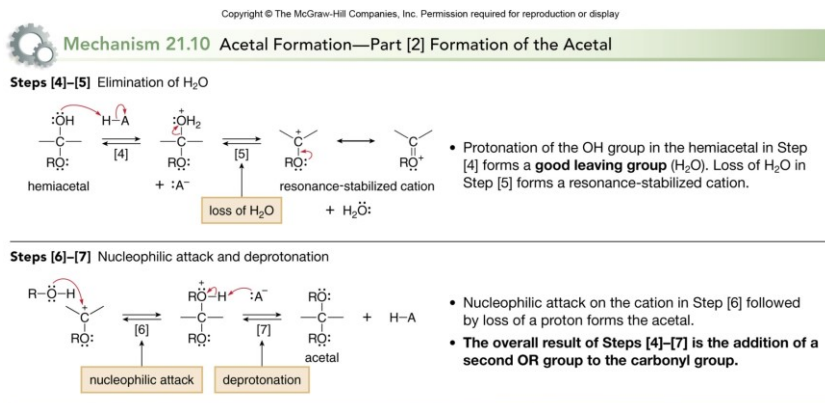 Copyright © The McGraw-Hill Companies, Inc. Permission required for reproduction or display
Mechanism 21.10 Acetal Formation—Part [2] Formation of the Acetal
Steps [4]–[5] Elimination of H₂O
:ÖH H–A :ÖH₂ +
–C– –C– C + C
[4] [5]
RÖ: RÖ: RÖ: RÖ⁺
hemiacetal + :A⁻ resonance-stabilized cation
loss of H₂O + H₂Ö:
• Protonation of the OH group in the hemiacetal in Step
[4] forms a good leaving group (H₂O). Loss of H₂O in
Step [5] forms a resonance-stabilized cation.
Steps [6]–[7] Nucleophilic attack and deprotonation
R–Ö–H RÖ–H + :A⁻ RÖ:
C + –C– –C– + H–A
[6] [7]
RÖ: RÖ: RÖ:
acetal
nucleophilic attack deprotonation
• Nucleophilic attack on the cation in Step [6] followed
by loss of a proton forms the acetal.
• The overall result of Steps [4]–[7] is the addition of a
second OR group to the carbonyl group.